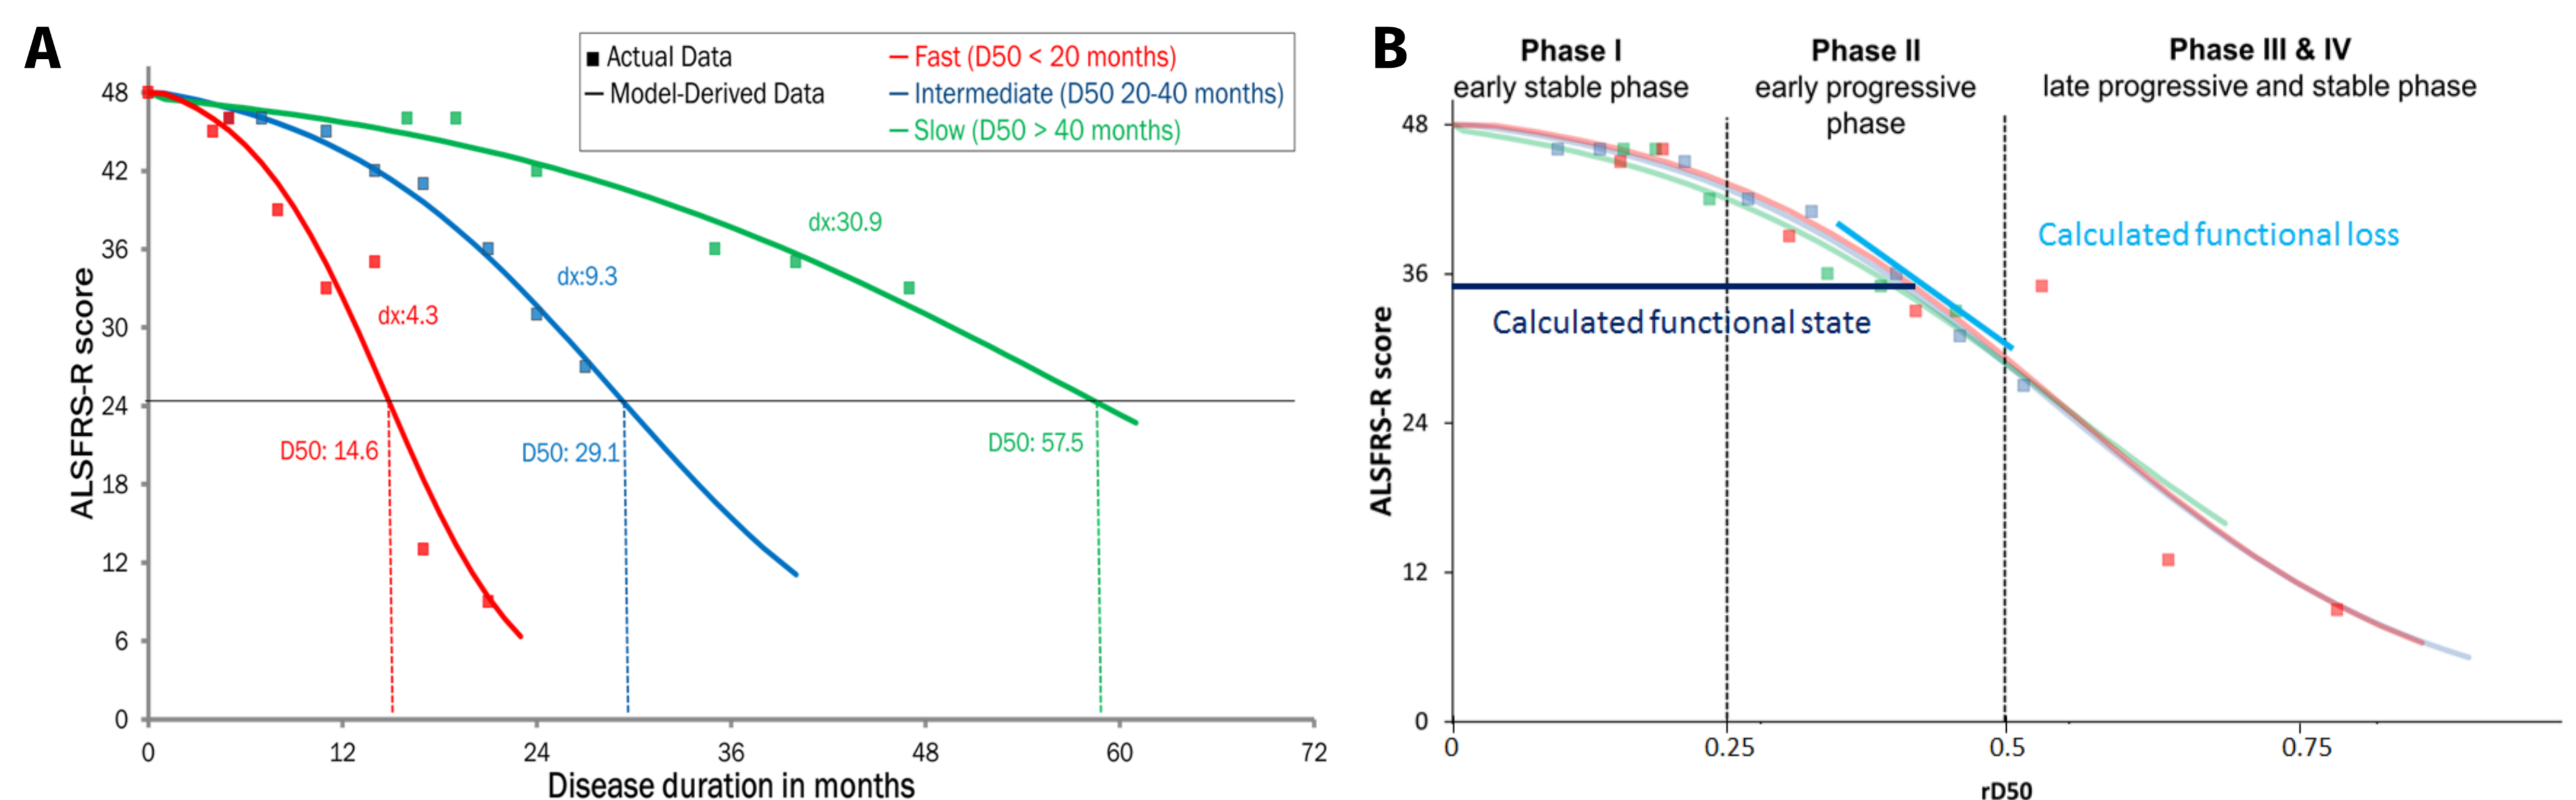 A
Actual Data
Model-Derived Data
Fast (D50 < 20 months)
Intermediate (D50 20-40 months)
Slow (D50 > 40 months)
48
42
36
30
24
18
12
6
0
ALSFRS-R score
dx:30.9
dx:9.3
dx:4.3
D50: 14.6
D50: 29.1
D50: 57.5
0 12 24 36 48 60 72
Disease duration in months
B
Phase I
early stable phase
Phase II
early progressive
phase
Phase III & IV
late progressive and stable phase
48
36
24
12
0
ALSFRS-R score
Calculated functional loss
Calculated functional state
0 0.25 0.5 0.75
rD50